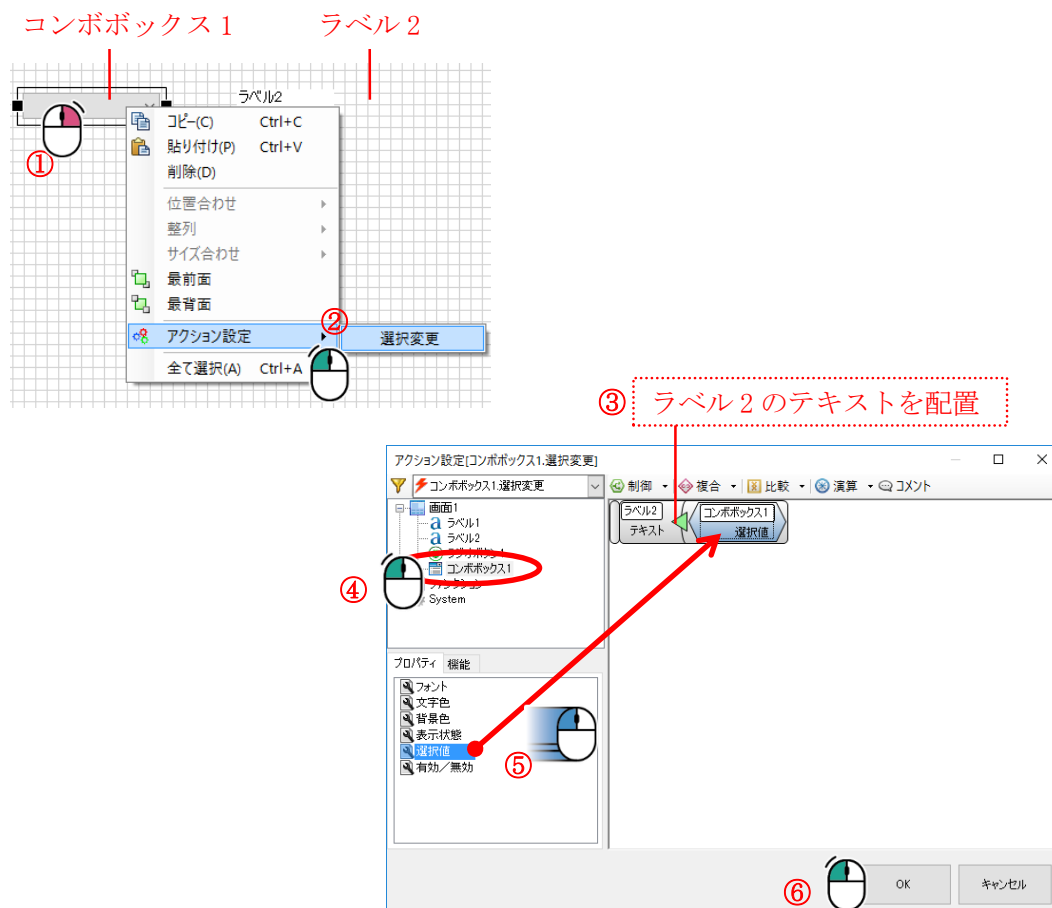 コンボボックス1 ラベル2
ラベル2
①
コピー(C) Ctrl+C
貼り付け(P) Ctrl+V
削除(D)
位置合わせ
整列
サイズ合わせ
最前面
最背面
②
アクション設定 選択変更
全て選択(A) Ctrl+A
③ ラベル2のテキストを配置
アクション設定[コンボボックス1.選択変更]
コンボボックス1.選択変更 制御 複合 比較 演算 コメント
画面1
ラベル1
ラベル2
コンボボックス1
System
ラベル2 コンボボックス1
テキスト 選択値
④
プロパティ 機能
フォント
文字色
背景色
表示状態
選択値
有効/無効
⑤
⑥ OK キャンセル